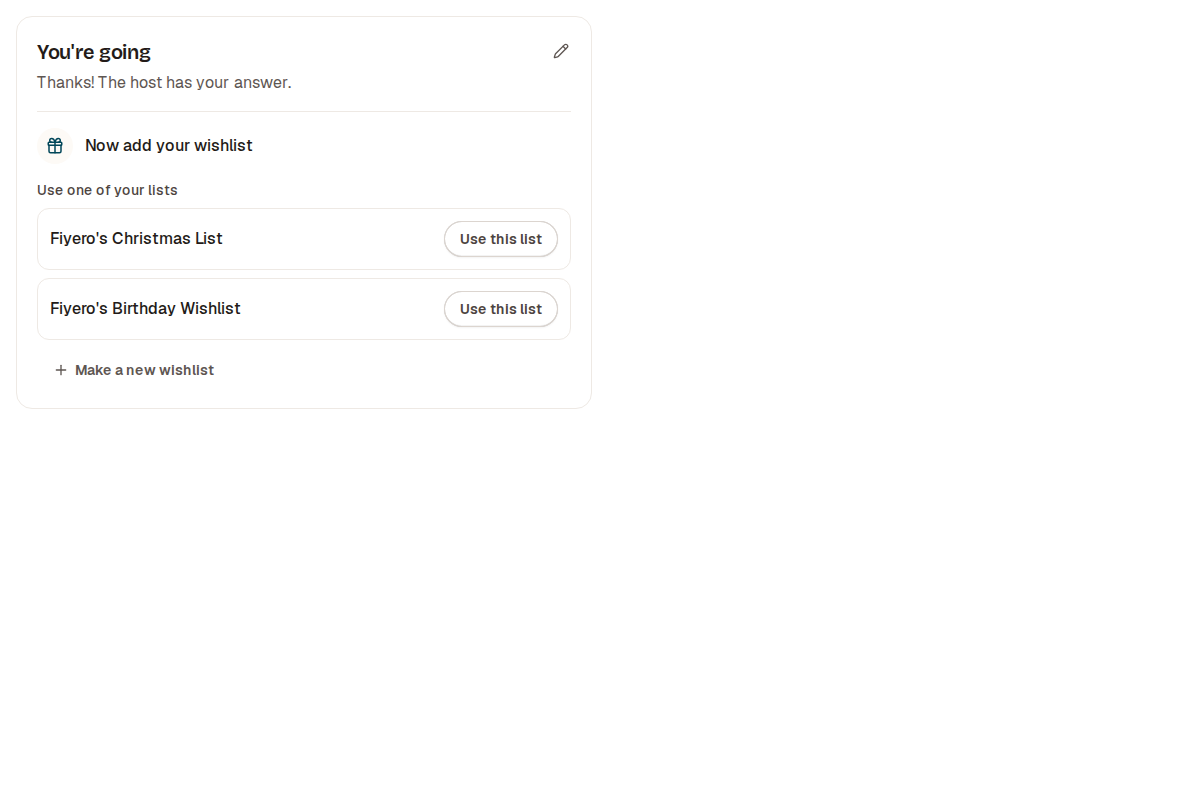 You're going
Thanks! The host has your answer.
Now add your wishlist
Use one of your lists
Fiyero's Christmas List
Use this list
Fiyero's Birthday Wishlist
Use this list
Make a new wishlist